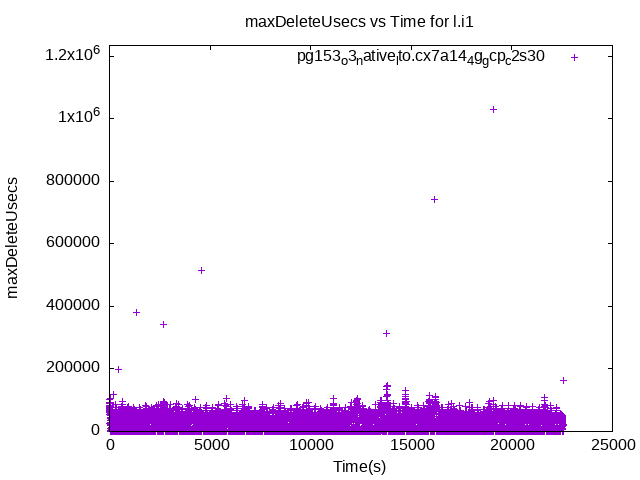 maxDeleteUsecs vs Time for l.i1
pg153_o3_native_lto.cx7a14_4g_gcp_c2s30
1.2x10^6
1x10^6
800000
600000
400000
200000
0
maxDeleteUsecs
0 5000 10000 15000 20000 25000
Time(s)